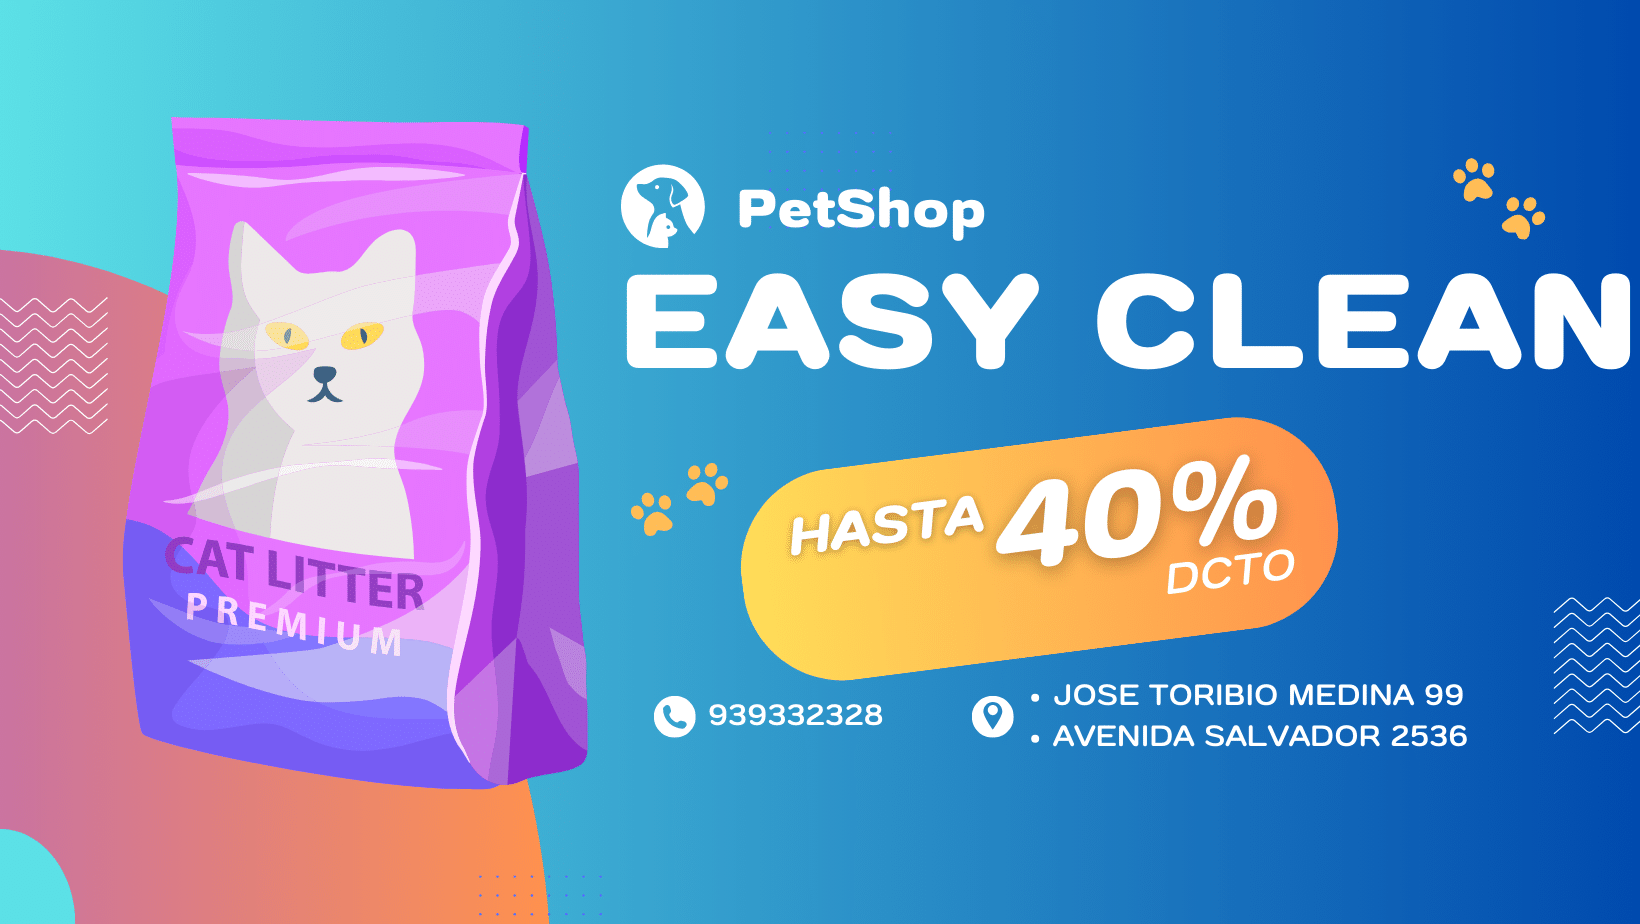 PetShop
EASY CLEAN
HASTA 40%
DCTO
CAT LITTER
PREMIUM
939332328
• JOSE TORIBIO MEDINA 99
• AVENIDA SALVADOR 2536